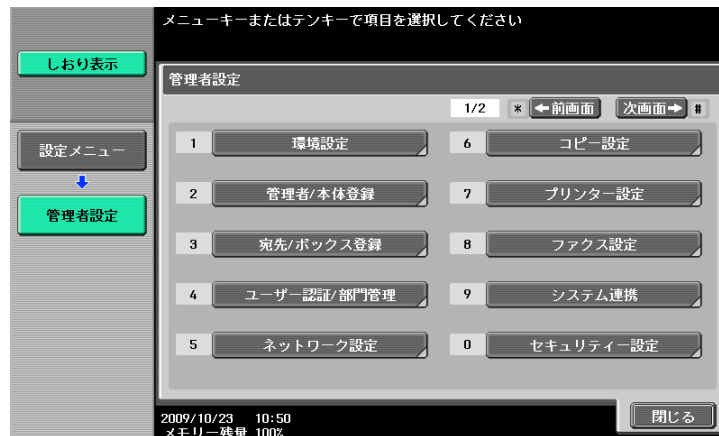 メニューキーまたはテンキーで項目を選択してください
しおり表示
管理者設定
1/2 * ←前画面 次画面→ #
設定メニュー
管理者設定
1 環境設定
2 管理者/本体登録
3 宛先/ボックス登録
4 ユーザー認証/部門管理
5 ネットワーク設定
6 コピー設定
7 プリンター設定
8 ファクス設定
9 システム連携
0 セキュリティー設定
2009/10/23 10:50
メモリー残量 100%
閉じる